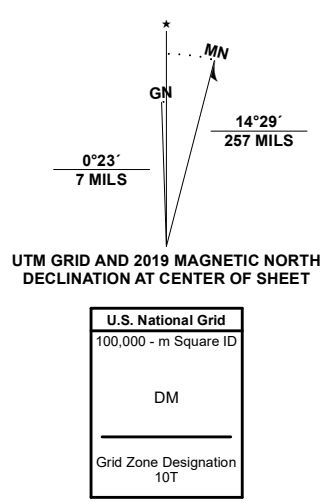 ★
MN
GN
14°29´
257 MILS
0°23´
7 MILS
UTM GRID AND 2019 MAGNETIC NORTH
DECLINATION AT CENTER OF SHEET
U.S. National Grid
100,000 - m Square ID
DM
Grid Zone Designation
10T